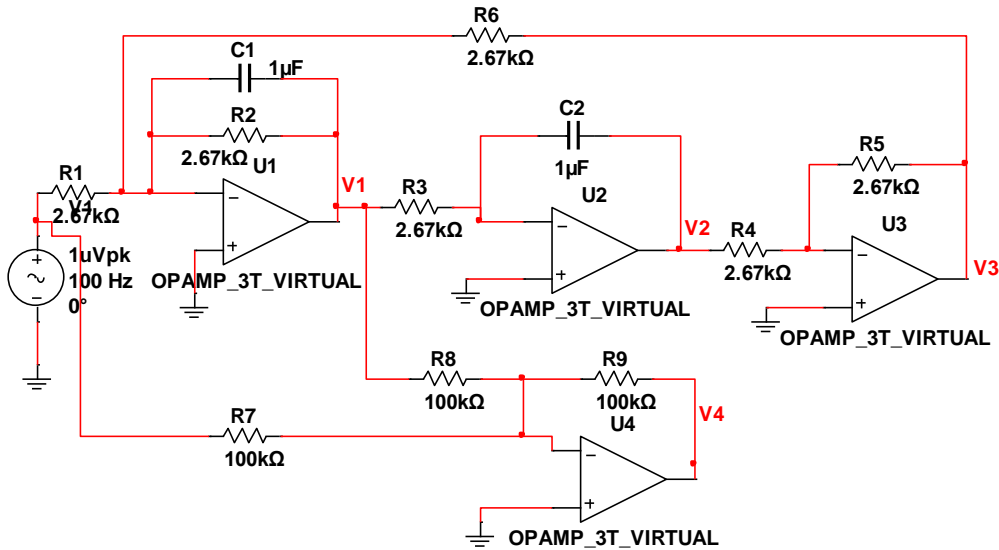 R6
2.67kΩ
C1
1µF
R2
2.67kΩ
U1
R1
2.67kΩ
V1
1uVpk
100 Hz
0°
OPAMP_3T_VIRTUAL
V1
R3
2.67kΩ
C2
1µF
U2
OPAMP_3T_VIRTUAL
V2
R4
2.67kΩ
R5
2.67kΩ
U3
OPAMP_3T_VIRTUAL
V3
R8
100kΩ
R9
100kΩ
U4
V4
R7
100kΩ
OPAMP_3T_VIRTUAL